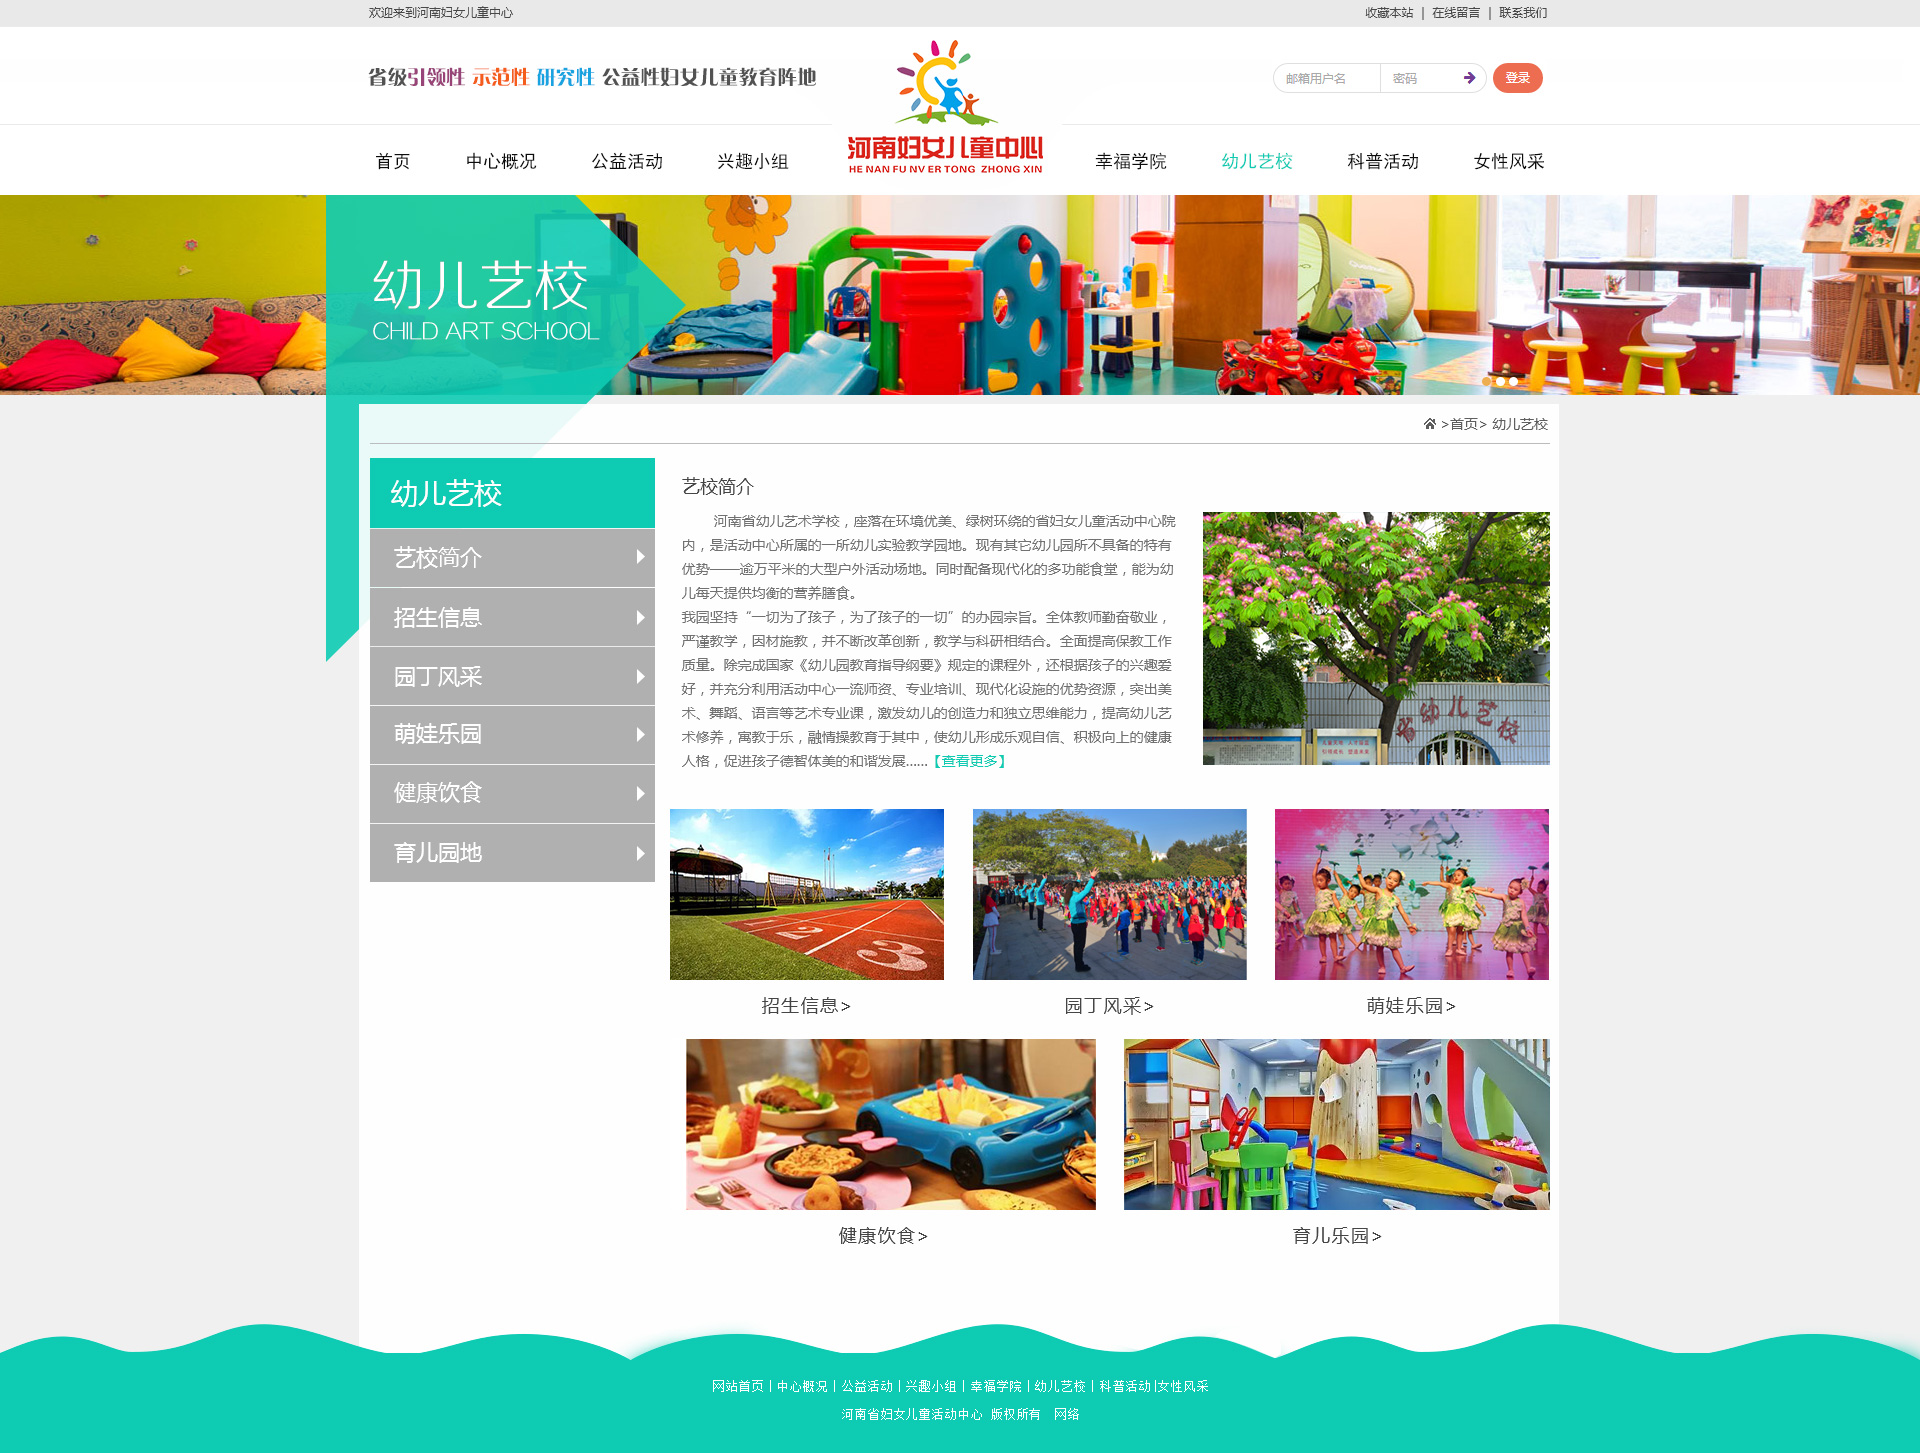 欢迎来到河南妇女儿童中心
收藏本站 | 在线留言 | 联系我们
省级引领性 示范性 研究性 公益性妇女儿童教育阵地
邮箱用户名 密码 登录
河南妇女儿童中心
HE NAN FU NV ER TONG ZHONG XIN
首页 中心概况 公益活动 兴趣小组 幸福学院 幼儿艺校 科普活动 女性风采
幼儿艺校
CHILD ART SCHOOL
>首页> 幼儿艺校
幼儿艺校
艺校简介
招生信息
园丁风采
萌娃乐园
健康饮食
育儿园地
艺校简介
河南省幼儿艺术学校，座落在环境优美、绿树环绕的省妇女儿童活动中心院
内，是活动中心所属的一所幼儿实验教学园地。现有其它幼儿园所不具备的特有
优势——逾万平米的大型户外活动场地。同时配备现代化的多功能食堂，能为幼
儿每天提供均衡的营养膳食。
我园坚持“一切为了孩子，为了孩子的一切”的办园宗旨。全体教师勤奋敬业，
严谨教学，因材施教，并不断改革创新，教学与科研相结合。全面提高保教工作
质量。除完成国家《幼儿园教育指导纲要》规定的课程外，还根据孩子的兴趣爱
好，并充分利用活动中心一流师资、专业培训、现代化设施的优势资源，突出美
术、舞蹈、语言等艺术专业课，激发幼儿的创造力和独立思维能力，提高幼儿艺
术修养，寓教于乐，融情操教育于其中，使幼儿形成乐观自信、积极向上的健康
人格，促进孩子德智体美的和谐发展……【查看更多】
省幼儿艺校
1 2 3
招生信息>
园丁风采>
萌娃乐园>
健康饮食>
育儿乐园>
网站首页 | 中心概况 | 公益活动 | 兴趣小组 | 幸福学院 | 幼儿艺校 | 科普活动 |女性风采
河南省妇女儿童活动中心 版权所有 网络